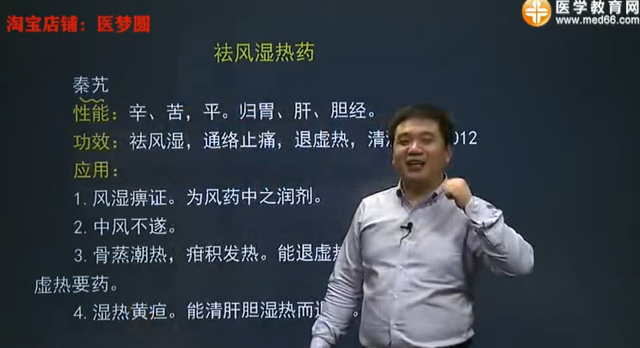 淘宝店铺：医梦圆
医学教育网
www.med66.com
祛风湿热药
秦艽
性能：辛、苦，平。归胃、肝、胆经。
功效：祛风湿，通络止痛，退虚热，清 012
应用：
1. 风湿痹证。为风药中之润剂。
2. 中风不遂。
3. 骨蒸潮热，疳积发热。能退虚
虚热要药。
4. 湿热黄疸。能清肝胆湿热而 。